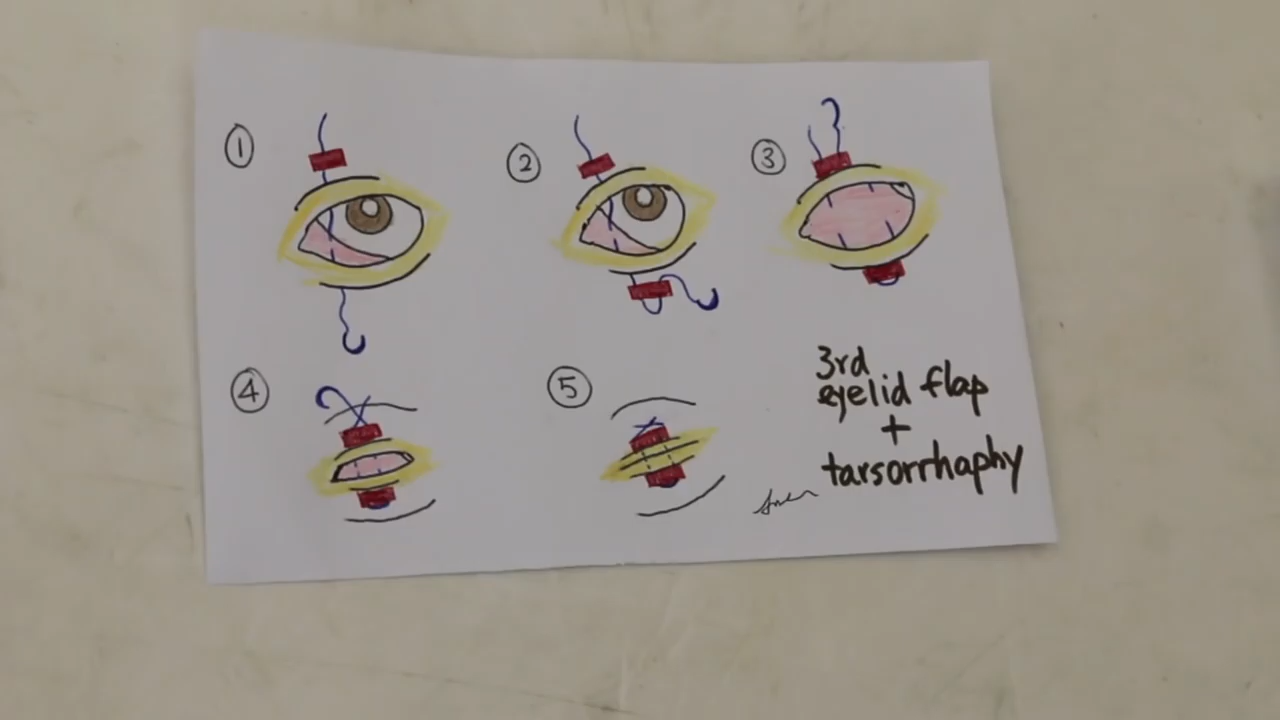 ①
②
③
④
⑤
3rd
eyelid flap
+
tarsorrhaphy